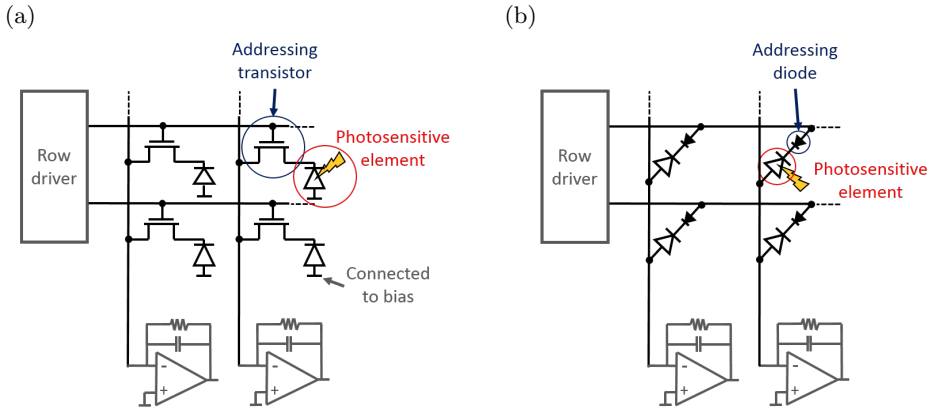 (a)
Addressing
transistor
Row
driver
Photosensitive
element
Connected
to bias
-
+
-
+
(b)
Addressing
diode
Row
driver
Photosensitive
element
-
+
-
+